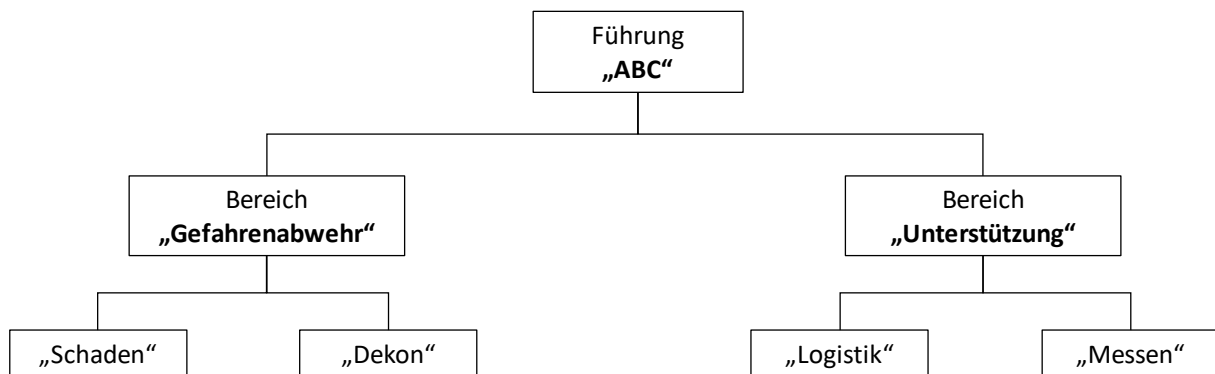 Führung
„ABC“
Bereich
„Gefahrenabwehr“
Bereich
„Unterstützung“
„Schaden“
„Dekon“
„Logistik“
„Messen“